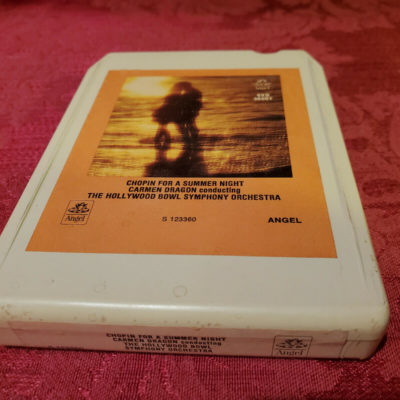 CHOPIN FOR A SUMMER NIGHT
CARMEN DRAGON conducting
THE HOLLYWOOD BOWL SYMPHONY ORCHESTRA
Angel
S 123360
ANGEL
CHOPIN FOR A SUMMER NIGHT
CARMEN DRAGON conducting
THE HOLLYWOOD BOWL
SYMPHONY ORCHESTRA
Angel